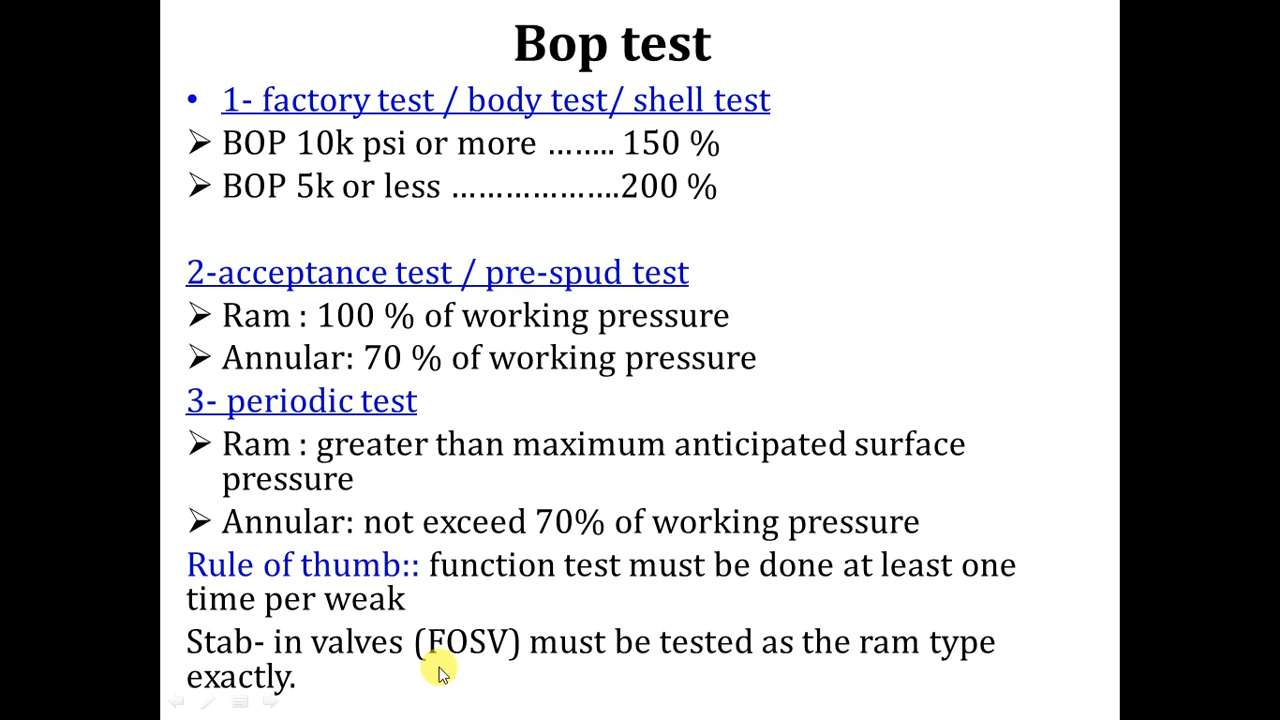 Bop test
• 1- factory test / body test/ shell test
➢ BOP 10k psi or more …….. 150 %
➢ BOP 5k or less ……………….200 %
2-acceptance test / pre-spud test
➢ Ram : 100 % of working pressure
➢ Annular: 70 % of working pressure
3- periodic test
➢ Ram : greater than maximum anticipated surface
pressure
➢ Annular: not exceed 70% of working pressure
Rule of thumb:: function test must be done at least one
time per weak
Stab- in valves (FOSV) must be tested as the ram type
exactly.